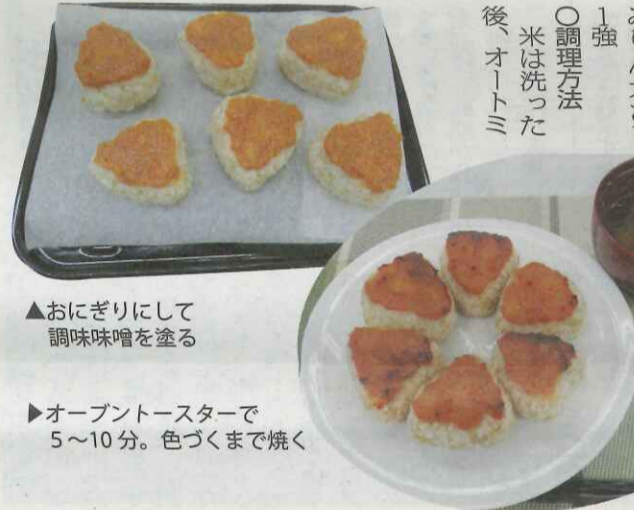 1強
〇調理方法
米は洗った
後、オートミ
▲おにぎりにして
調味味噌を塗る
▶オーブントースターで
5～10分。色づくまで焼く